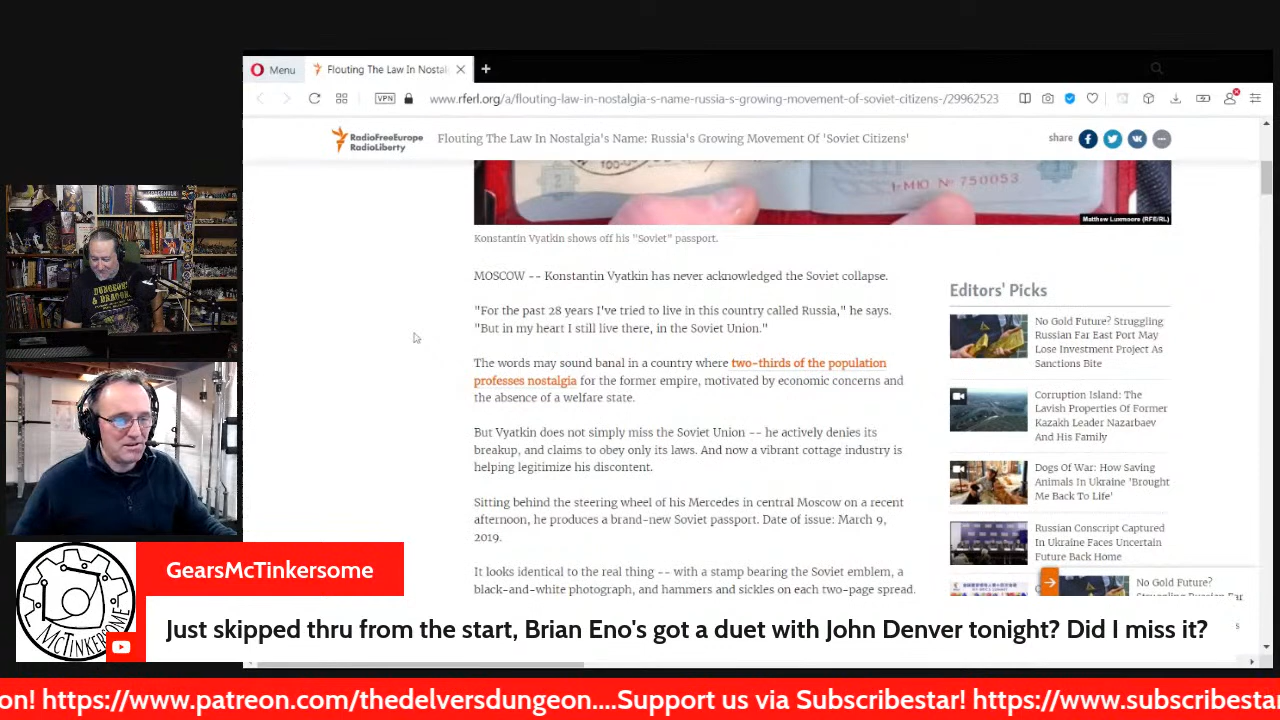 Menu
Flouting The Law In Nostal
VPN
www.rferl.org/a/flouting-law-in-nostalgia-s-name-russia-s-growing-movement-of-soviet-citizens-/29962523
RadioFreeEurope
RadioLiberty
Flouting The Law In Nostalgia's Name: Russia's Growing Movement Of 'Soviet Citizens'
share
I-МЮ № 750053
Matthew Luxmoore (RFE/RL)
Konstantin Vyatkin shows off his "Soviet" passport.
MOSCOW -- Konstantin Vyatkin has never acknowledged the Soviet collapse.
"For the past 28 years I've tried to live in this country called Russia," he says.
"But in my heart I still live there, in the Soviet Union."
The words may sound banal in a country where two-thirds of the population
professes nostalgia for the former empire, motivated by economic concerns and
the absence of a welfare state.
But Vyatkin does not simply miss the Soviet Union -- he actively denies its
breakup, and claims to obey only its laws. And now a vibrant cottage industry is
helping legitimize his discontent.
Sitting behind the steering wheel of his Mercedes in central Moscow on a recent
afternoon, he produces a brand-new Soviet passport. Date of issue: March 9,
2019.
It looks identical to the real thing -- with a stamp bearing the Soviet emblem, a
black-and-white photograph, and hammers and sickles on each two-page spread.
Editors' Picks
No Gold Future? Struggling
Russian Far East Port May
Lose Investment Project As
Sanctions Bite
Corruption Island: The
Lavish Properties Of Former
Kazakh Leader Nazarbaev
And His Family
Dogs Of War: How Saving
Animals In Ukraine 'Brought
Me Back To Life'
Russian Conscript Captured
In Ukraine Faces Uncertain
Future Back Home
No Gold Future?
Struggling Russian Far
DUNGEONS
& DRAGONS
McTINKERSOME
GearsMcTinkersome
Just skipped thru from the start, Brian Eno's got a duet with John Denver tonight? Did I miss it?
on! https://www.patreon.com/thedelversdungeon....Support us via Subscribestar! https://www.subscribestar